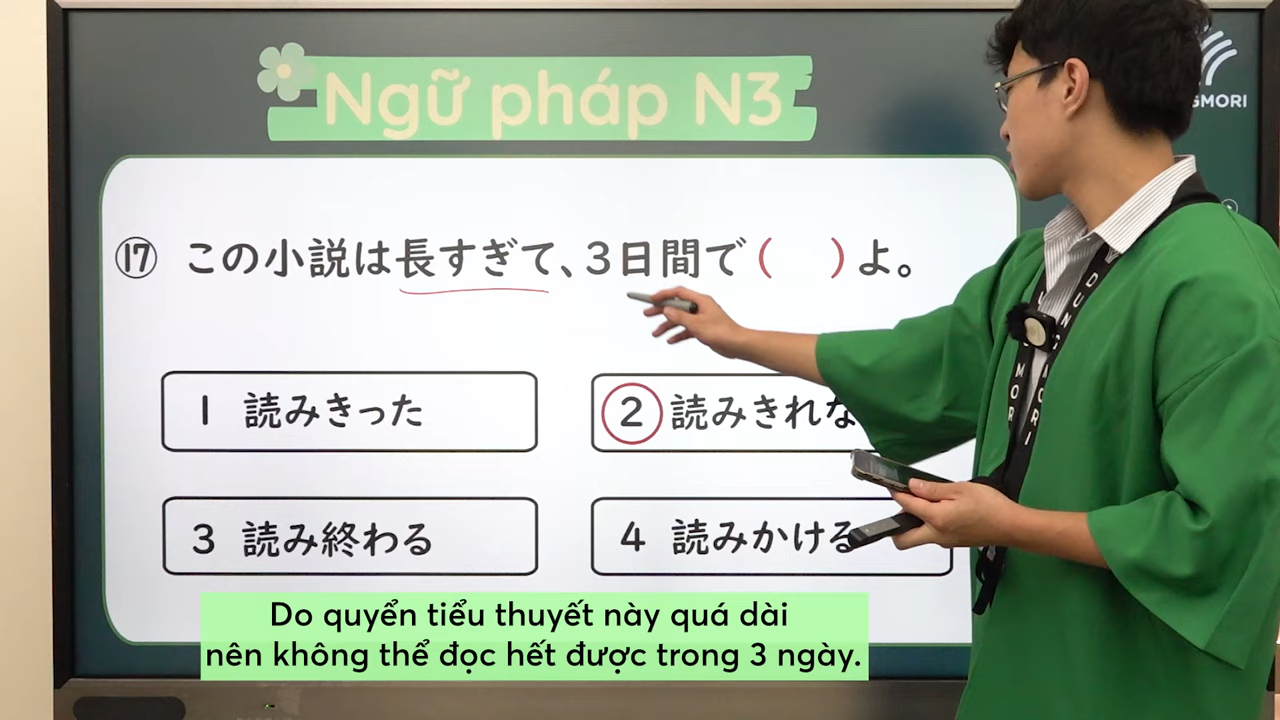 Ngữ pháp N3
GMORI
⑰ この小説は長すぎて、3日間で( )よ。
1 読みきった
2 読みきれな
3 読み終わる
4 読みかける
DUNGMORI
Do quyển tiểu thuyết này quá dài
nên không thể đọc hết được trong 3 ngày.